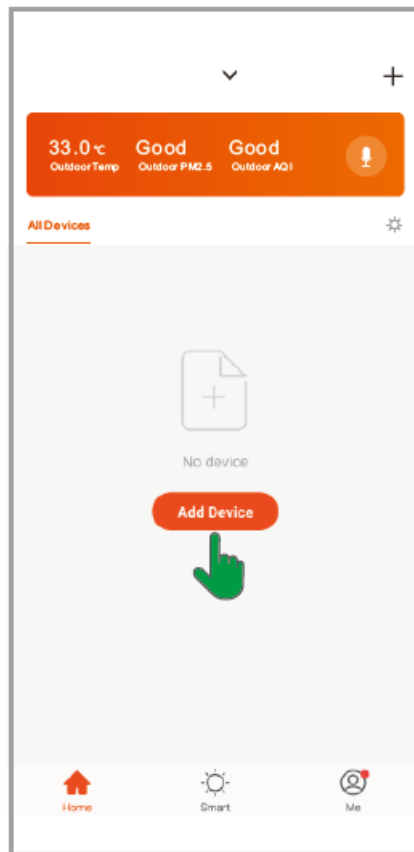 33.0℃ Good Good
Outdoor Temp Outdoor PM2.5 Outdoor AQI
All Devices
No device
Add Device
Home Smart Me